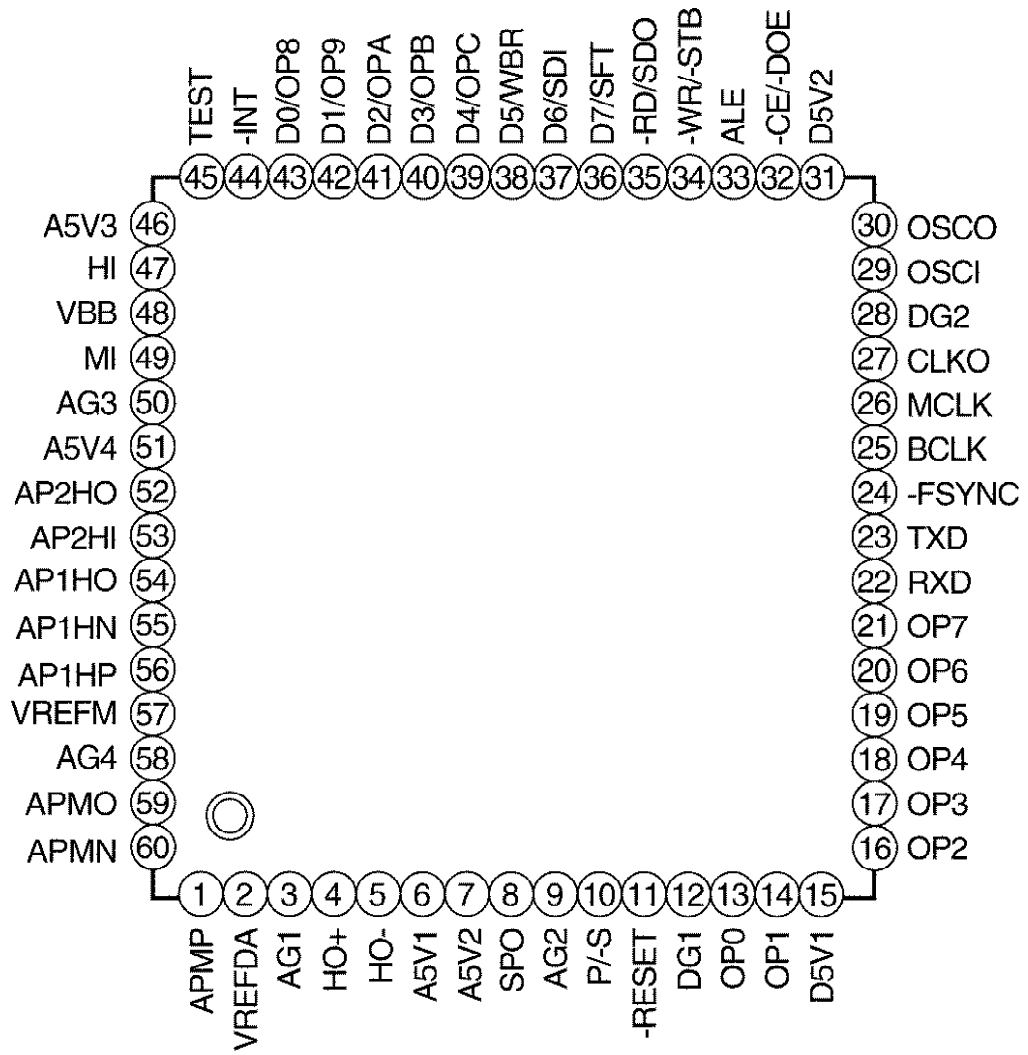 TEST
-INT
D0/OP8
D1/OP9
D2/OPA
D3/OPB
D4/OPC
D5/WBR
D6/SDI
D7/SFT
-RD/SDO
-WR/-STB
ALE
-CE/-DOE
D5V2
45 44 43 42 41 40 39 38 37 36 35 34 33 32 31
A5V3 46
HI 47
VBB 48
MI 49
AG3 50
A5V4 51
AP2HO 52
AP2HI 53
AP1HO 54
AP1HN 55
AP1HP 56
VREFM 57
AG4 58
APMO 59
APMN 60
30 OSCO
29 OSCI
28 DG2
27 CLKO
26 MCLK
25 BCLK
24 -FSYNC
23 TXD
22 RXD
21 OP7
20 OP6
19 OP5
18 OP4
17 OP3
16 OP2
1 2 3 4 5 6 7 8 9 10 11 12 13 14 15
APMP
VREFDA
AG1
HO+
HO-
A5V1
A5V2
SPO
AG2
P/-S
-RESET
DG1
OP0
OP1
D5V1